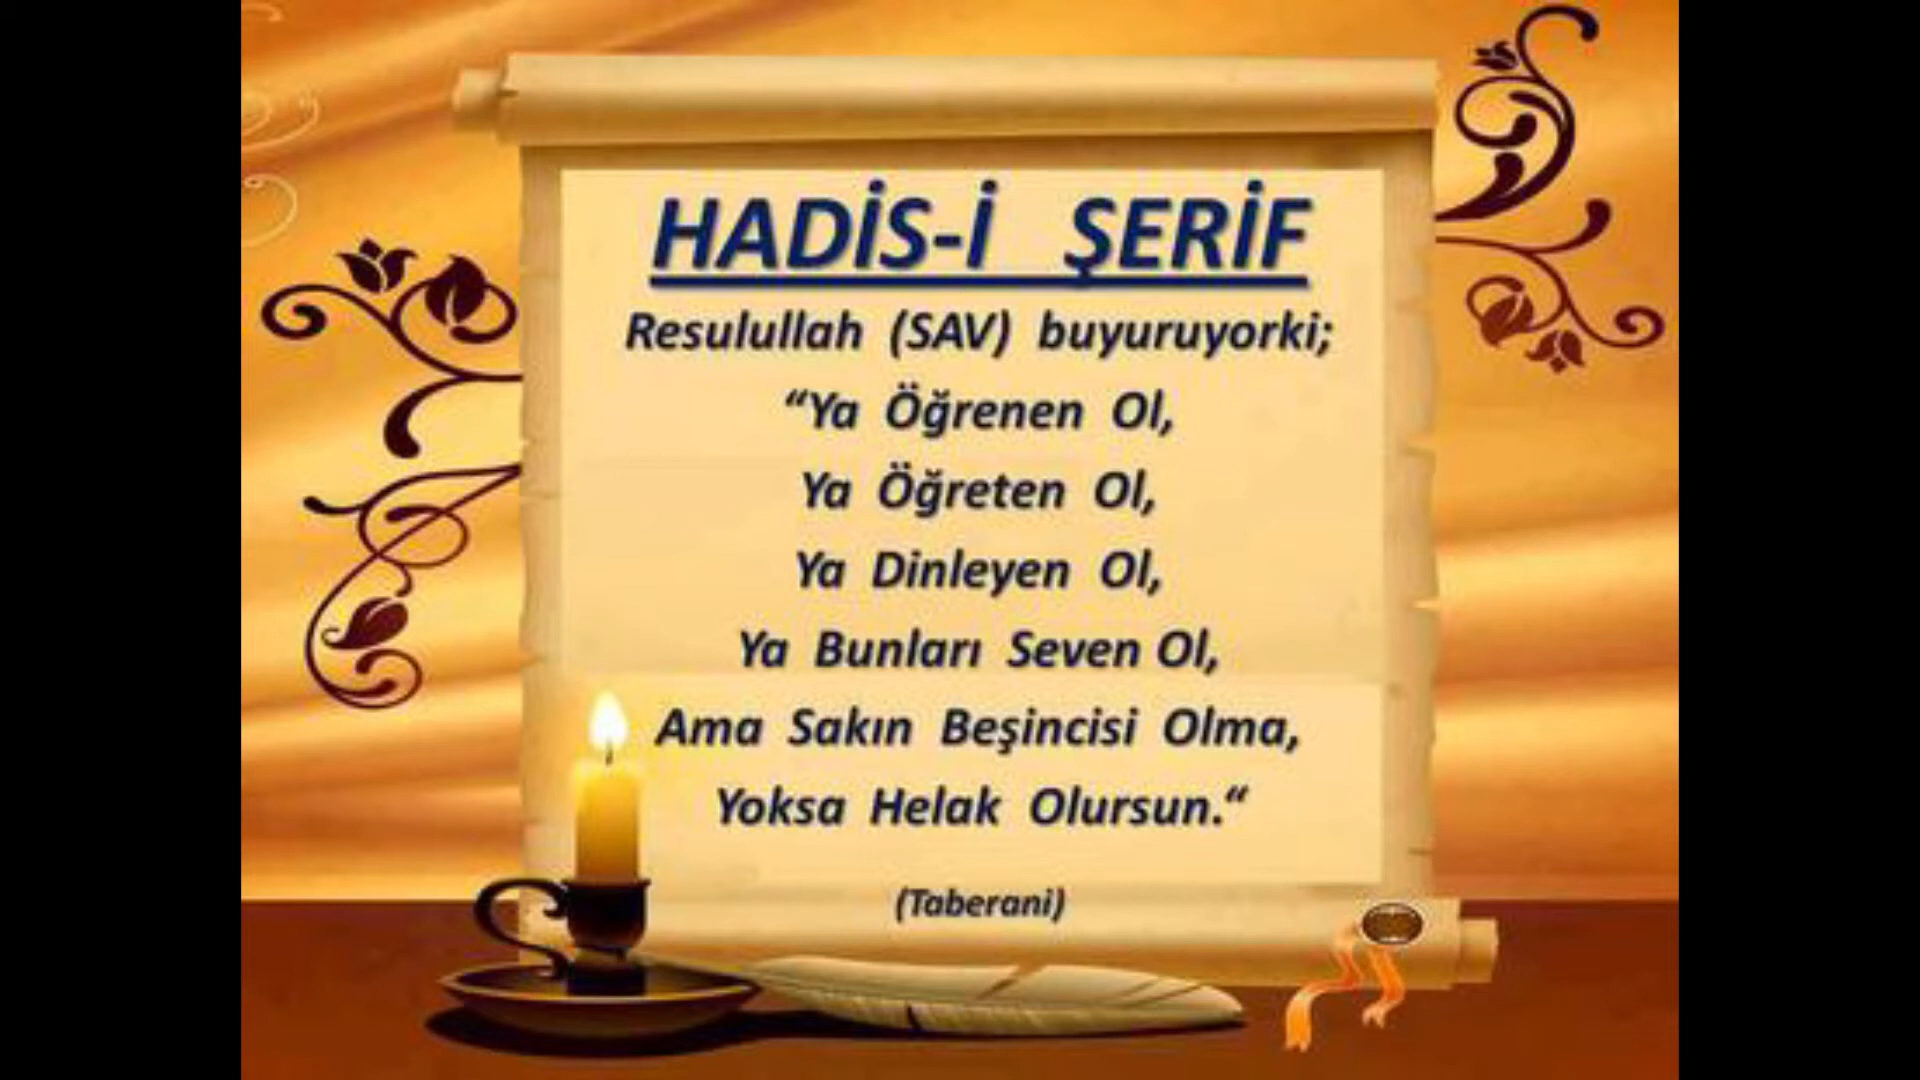 HADİS-İ ŞERİF
Resulullah (SAV) buyuruyorki;
“Ya Öğrenen Ol,
Ya Öğreten Ol,
Ya Dinleyen Ol,
Ya Bunları Seven Ol,
Ama Sakın Beşincisi Olma,
Yoksa Helak Olursun.“
(Taberani)